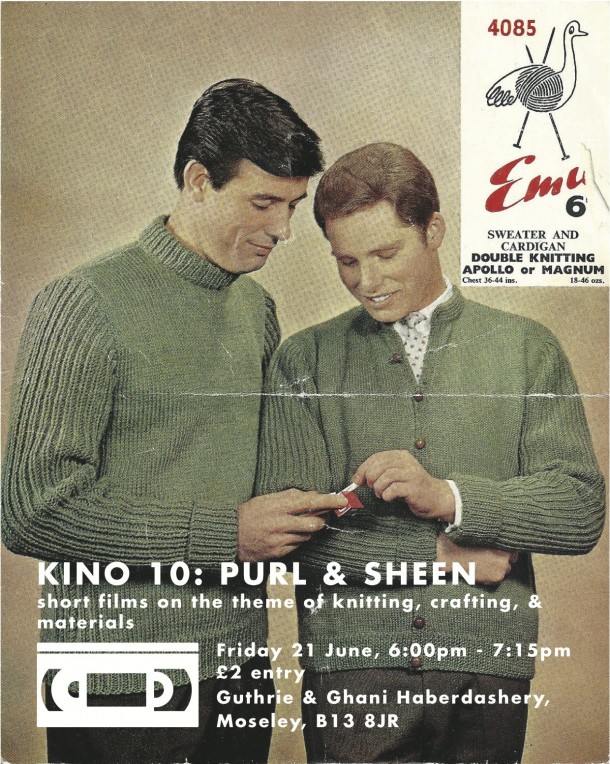 4085
Emu
6
SWEATER AND
CARDIGAN
DOUBLE KNITTING
APOLLO or MAGNUM
Chest 36-44 ins. 18-46 ozs.
KINO 10: PURL & SHEEN
short films on the theme of knitting, crafting, &
materials
Friday 21 June, 6:00pm - 7:15pm
£2 entry
Guthrie & Ghani Haberdashery,
Moseley, B13 8JR